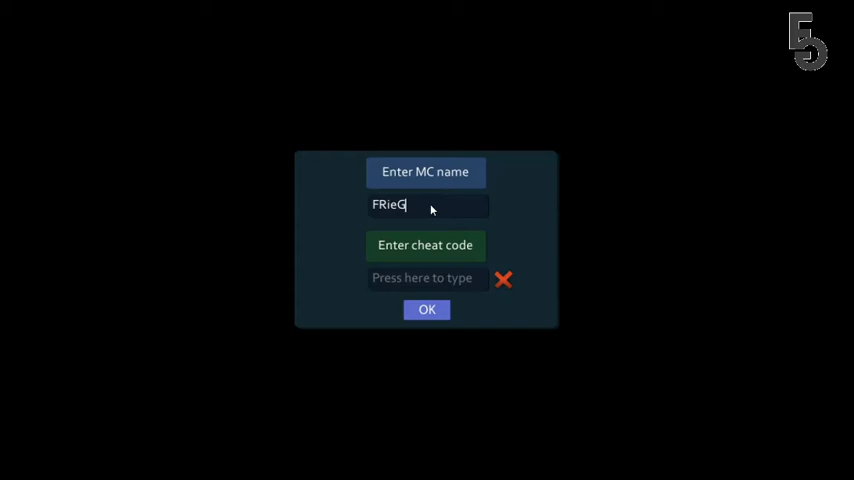 Enter MC name
FRieG
Enter cheat code
Press here to type
OK